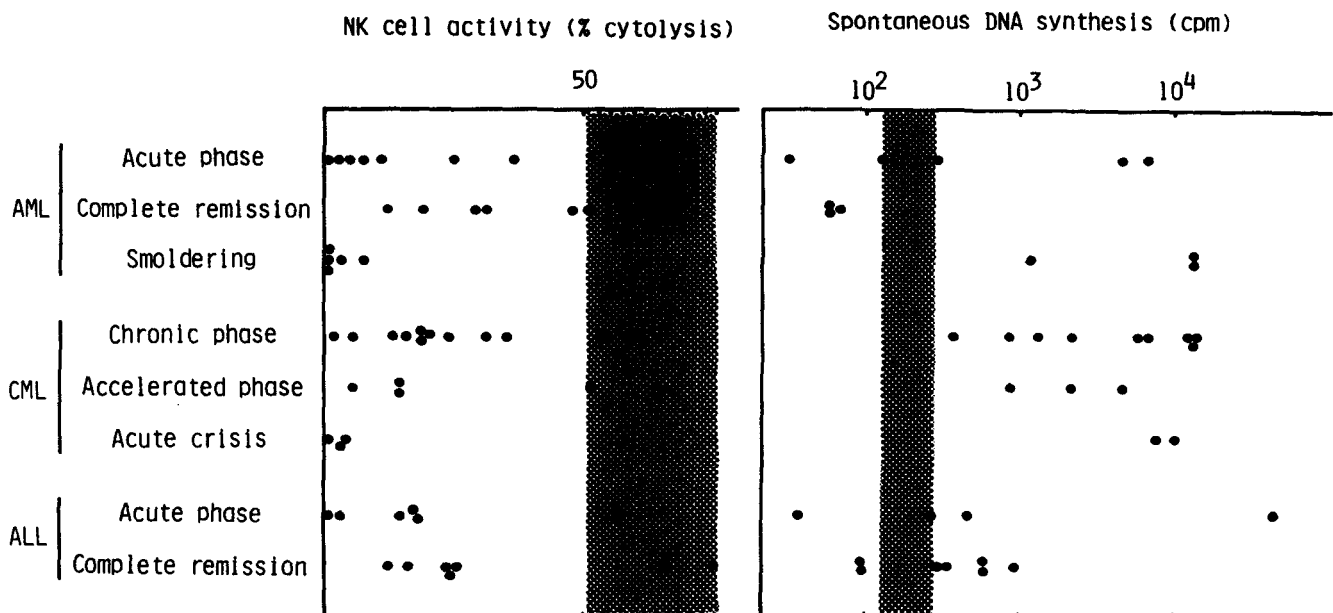 NK cell activity (% cytolysis)
Spontaneous DNA synthesis (cpm)
50
10²
10³
10⁴
AML
Acute phase
Complete remission
Smoldering
CML
Chronic phase
Accelerated phase
Acute crisis
ALL
Acute phase
Complete remission